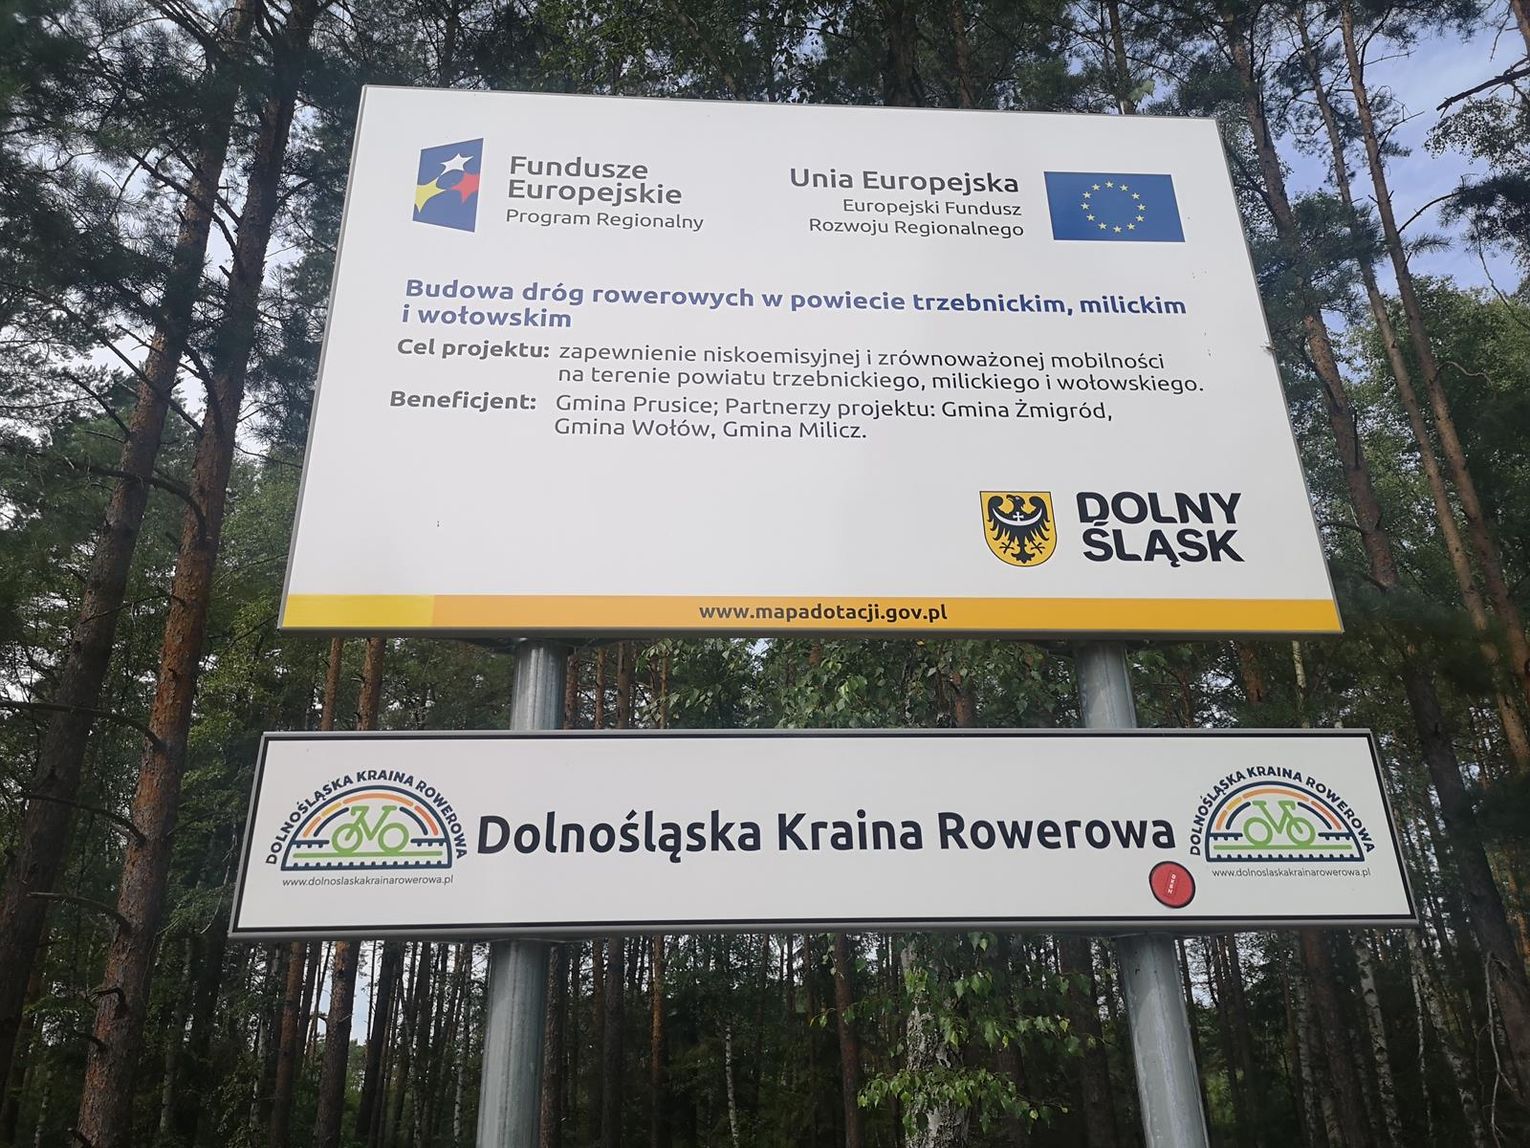 Fundusze
Europejskie
Program Regionalny
Unia Europejska
Europejski Fundusz
Rozwoju Regionalnego
Budowa dróg rowerowych w powiecie trzebnickim, milickim
i wołowskim
Cel projektu: zapewnienie niskoemisyjnej i zrównoważonej mobilności
na terenie powiatu trzebnickiego, milickiego i wołowskiego.
Beneficjent: Gmina Prusice; Partnerzy projektu: Gmina Żmigród,
Gmina Wołów, Gmina Milicz.
DOLNY
ŚLĄSK
www.mapadotacji.gov.pl
DOLNOŚLĄSKA KRAINA ROWEROWA
www.dolnoslaskakrainarowerowa.pl
Dolnośląska Kraina Rowerowa
DOLNOŚLĄSKA KRAINA ROWEROWA
www.dolnoslaskakrainarowerowa.pl